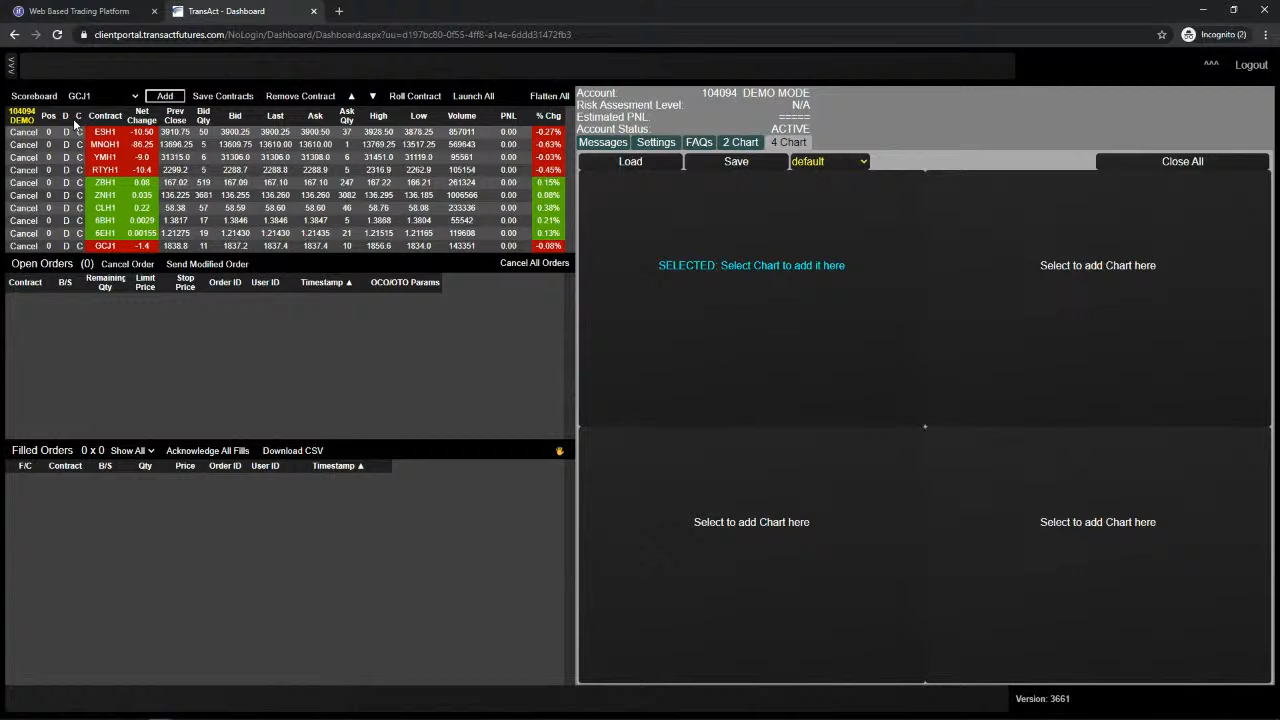 Web Based Trading Platform
TransAct - Dashboard
clientportal.transactfutures.com/NoLogin/Dashboard/Dashboard.aspx?uu=d197bc80-0f55-4ff8-a14e-6ddd31472fb3
Incognito (2)
^^^ Logout
Scoreboard GCJ1 Add Save Contracts Remove Contract ▲ ▼ Roll Contract Launch All Flatten All
104094 DEMO Pos D C Contract Net Change Prev Close Bid Qty Bid Last Ask Ask Qty High Low Volume PNL % Chg
Cancel 0 D C ESH1 -10.50 3910.75 50 3900.25 3900.25 3900.50 37 3928.50 3878.25 857011 0.00 -0.27%
Cancel 0 D C MNQH1 -86.25 13696.25 5 13609.75 13610.00 13610.00 1 13769.25 13517.25 569643 0.00 -0.63%
Cancel 0 D C YMH1 -9.0 31315.0 6 31306.0 31306.0 31308.0 6 31451.0 31119.0 95561 0.00 -0.03%
Cancel 0 D C RTYH1 -10.4 2299.2 5 2288.7 2288.8 2288.9 5 2316.9 2262.9 105154 0.00 -0.45%
Cancel 0 D C ZBH1 0.08 167.02 519 167.09 167.10 167.10 247 167.22 166.21 261324 0.00 0.15%
Cancel 0 D C ZNH1 0.035 136.225 3681 136.255 136.260 136.260 3082 136.295 136.185 1006566 0.00 0.08%
Cancel 0 D C CLH1 0.22 58.38 57 58.59 58.60 58.60 46 58.76 58.08 233336 0.00 0.38%
Cancel 0 D C 6BH1 0.0029 1.3817 17 1.3846 1.3846 1.3847 5 1.3868 1.3804 55542 0.00 0.21%
Cancel 0 D C 6EH1 0.00155 1.21275 13 1.21430 1.21430 1.21435 21 1.21515 1.21165 119608 0.00 0.13%
Cancel 0 D C GCJ1 -1.4 1838.8 11 1837.2 1837.4 1837.4 10 1856.6 1834.0 143351 0.00 -0.08%
Open Orders (0) Cancel Order Send Modified Order Cancel All Orders
Contract B/S Remaining Qty Limit Price Stop Price Order ID User ID Timestamp ▲ OCO/OTO Params
Filled Orders 0 x 0 Show All Acknowledge All Fills Download CSV
F/C Contract B/S Qty Price Order ID User ID Timestamp ▲
Account: 104094 DEMO MODE
Risk Assesment Level: N/A
Estimated PNL: =====
Account Status: ACTIVE
Messages Settings FAQs 2 Chart 4 Chart
Load Save default Close All
SELECTED: Select Chart to add it here
Select to add Chart here
Select to add Chart here
Select to add Chart here
Version: 3661